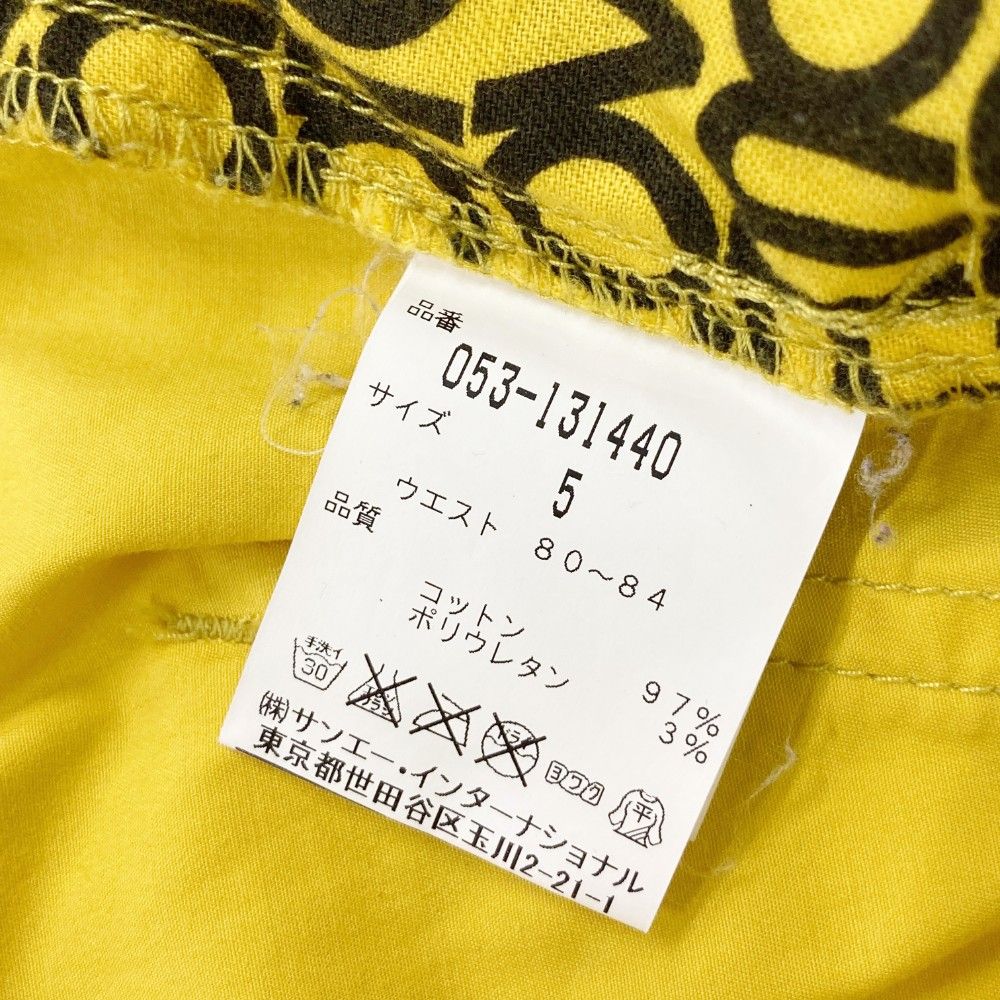 品番
053-131440
サイズ
5
ウエスト 80～84
品質
コットン 97%
ポリウレタン 3%
手洗イ
30
ドライ
ヨワク
平
(株)サンエー・インターナショナル
東京都世田谷区玉川2-21-1